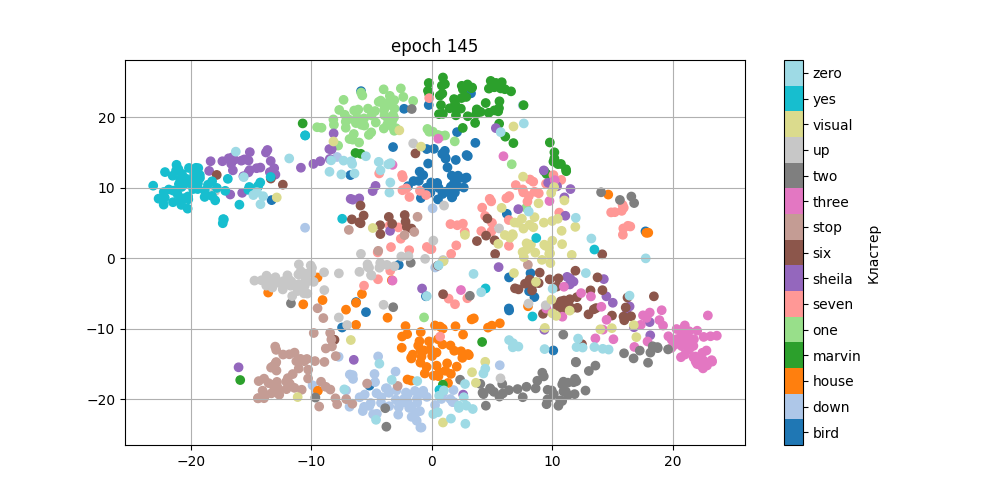 epoch 145
20
10
0
−10
−20
−20
−10
0
10
20
zero
yes
visual
up
two
three
stop
six
sheila
seven
one
marvin
house
down
bird
Кластер